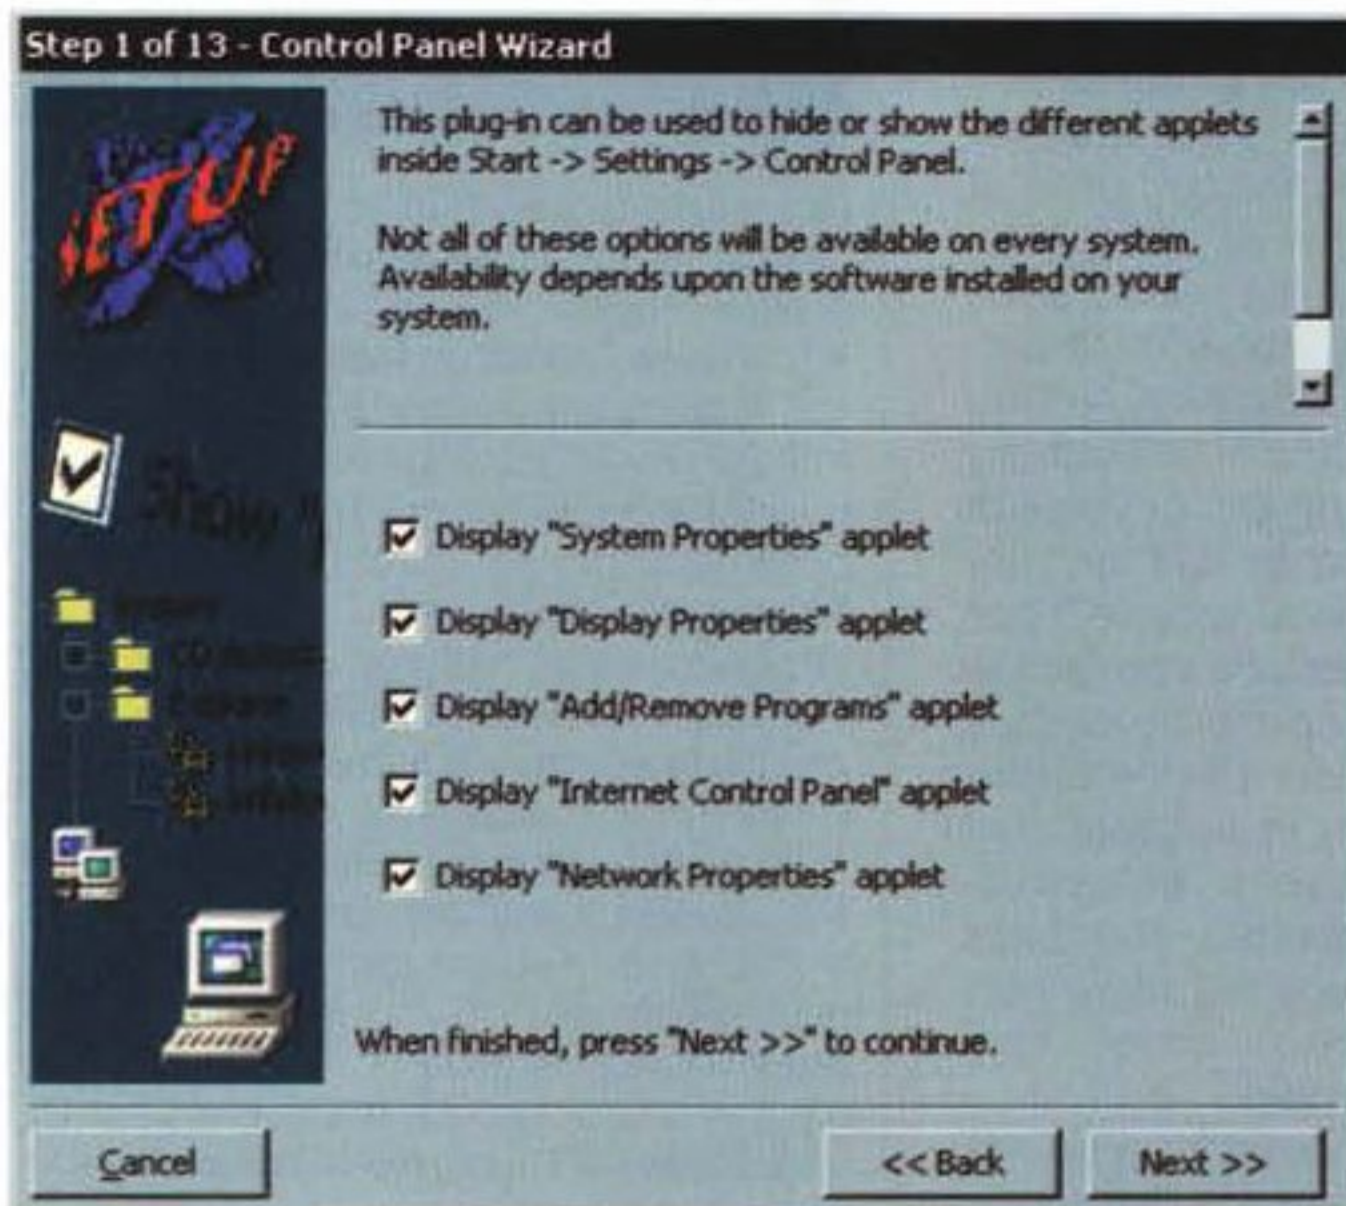 Step 1 of 13 - Control Panel Wizard
SETUP
This plug-in can be used to hide or show the different applets
inside Start -> Settings -> Control Panel.
Not all of these options will be available on every system.
Availability depends upon the software installed on your
system.
Show
Display "System Properties" applet
Display "Display Properties" applet
Display "Add/Remove Programs" applet
Display "Internet Control Panel" applet
Display "Network Properties" applet
When finished, press "Next >>" to continue.
Cancel
<< Back
Next >>